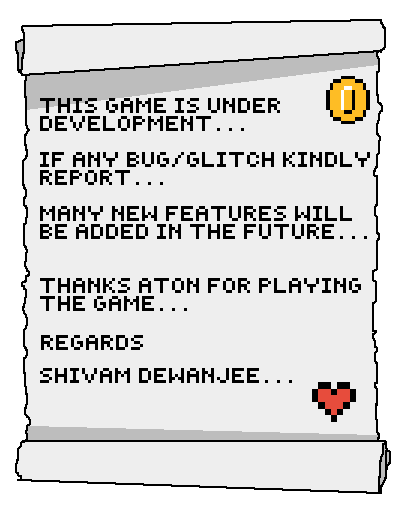 THIS GAME IS UNDER
DEVELOPMENT...
IF ANY BUG/GLITCH KINDLY
REPORT...
MANY NEW FEATURES WILL
BE ADDED IN THE FUTURE...
THANKS ATON FOR PLAYING
THE GAME...
REGARDS
SHIVAM DEWANJEE...